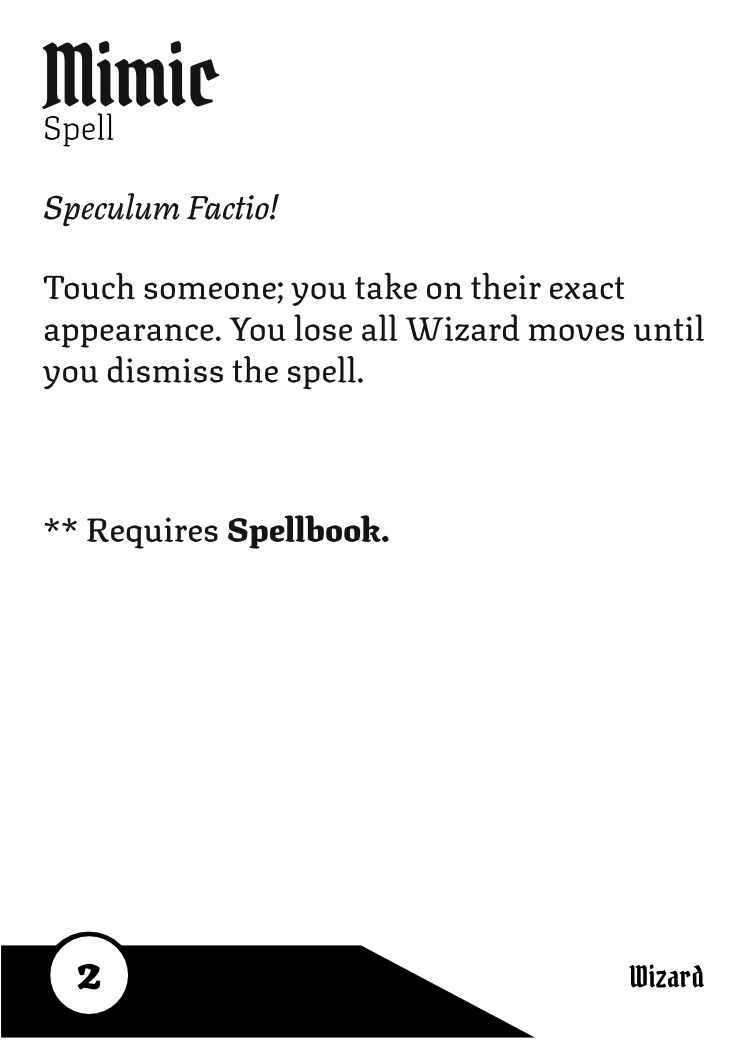 Mimic
Spell
Speculum Factio!
Touch someone; you take on their exact
appearance. You lose all Wizard moves until
you dismiss the spell.
** Requires Spellbook.
2
Wizard